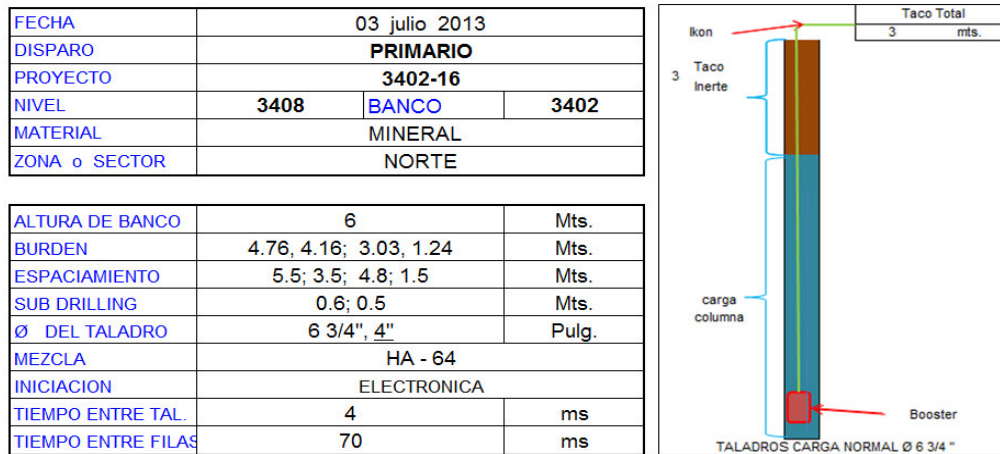 FECHA 03 julio 2013
DISPARO PRIMARIO
PROYECTO 3402-16
NIVEL 3408 BANCO 3402
MATERIAL MINERAL
ZONA o SECTOR NORTE
ALTURA DE BANCO 6 Mts.
BURDEN 4.76, 4.16; 3.03, 1.24 Mts.
ESPACIAMIENTO 5.5; 3.5; 4.8; 1.5 Mts.
SUB DRILLING 0.6; 0.5 Mts.
Ø DEL TALADRO 6 3/4", 4" Pulg.
MEZCLA HA - 64
INICIACION ELECTRONICA
TIEMPO ENTRE TAL. 4 ms
TIEMPO ENTRE FILAS 70 ms
Taco Total
Ikon
3 mts.
3 Taco
Inerte
carga
columna
Booster
TALADROS CARGA NORMAL Ø 6 3/4 "